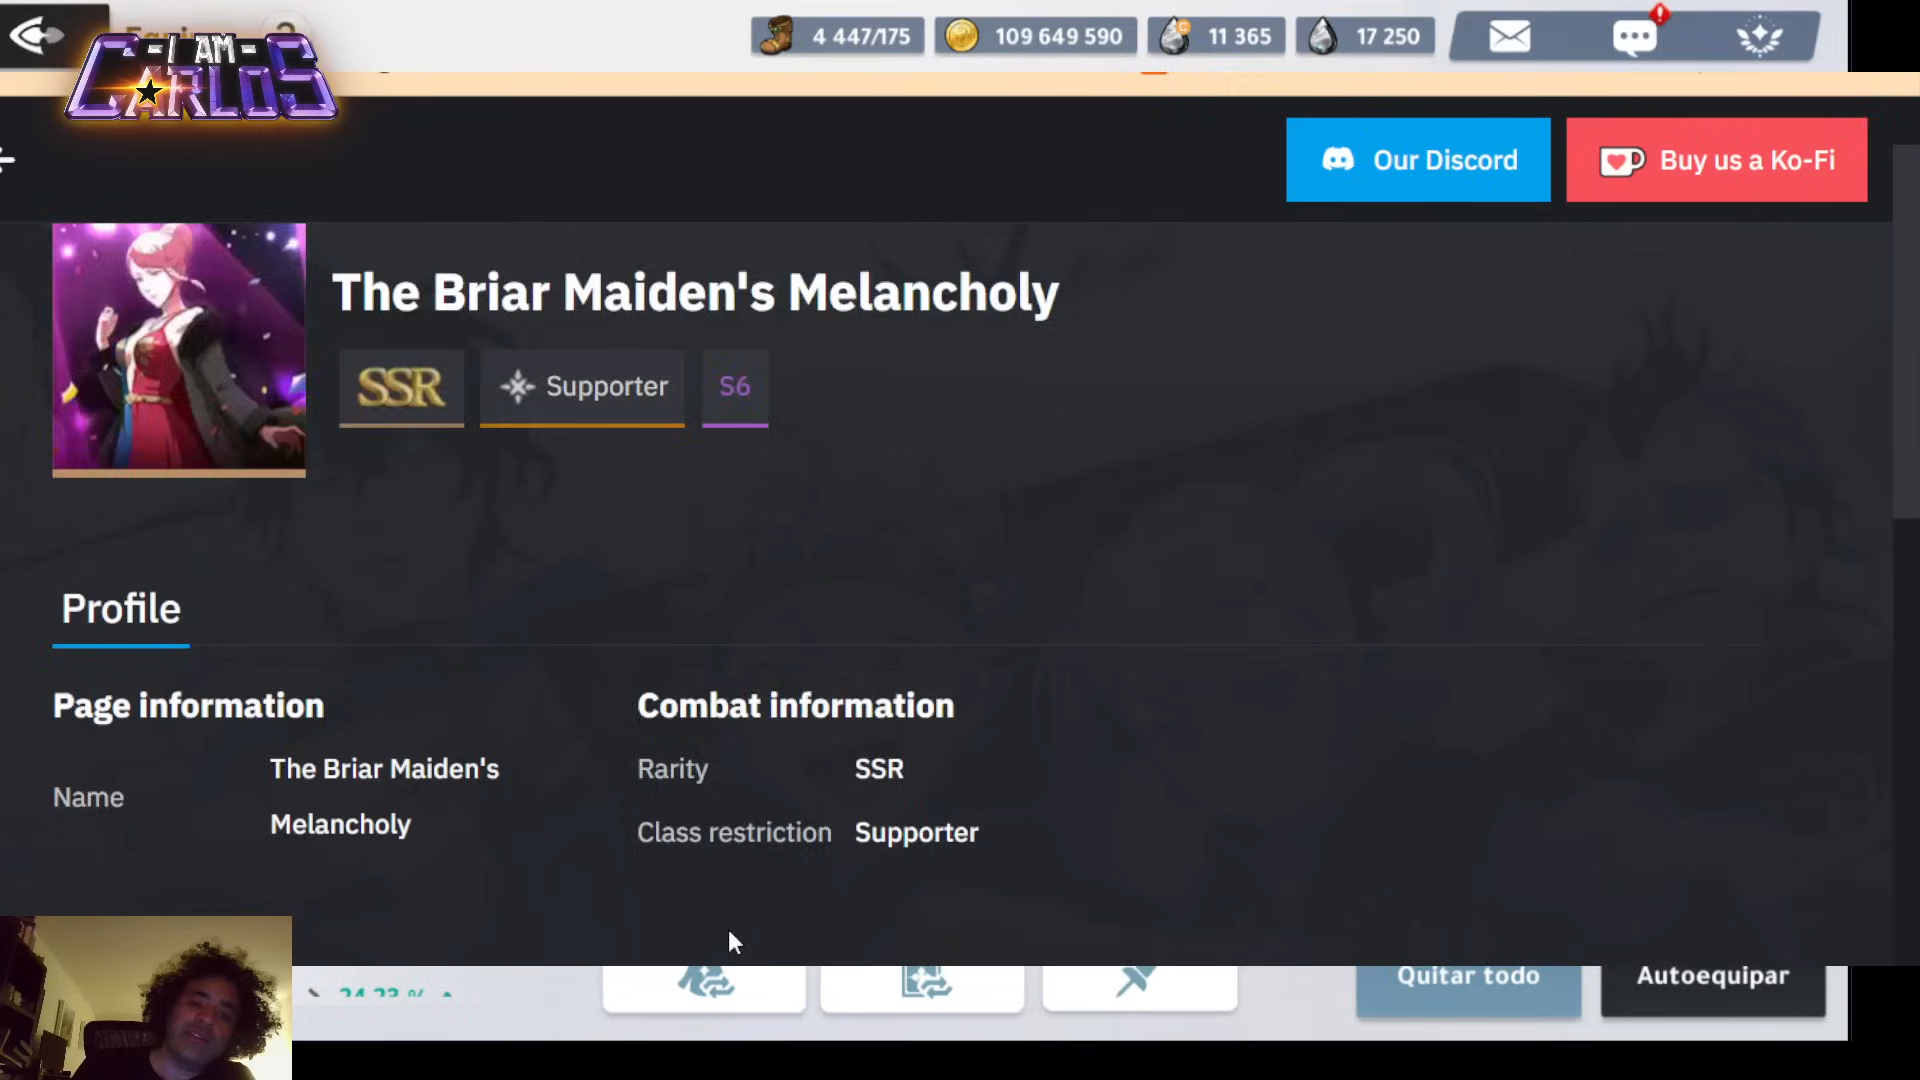 4 447/175
109 649 590
11 365
17 250
- I AM -
CARLOS
Our Discord
Buy us a Ko-Fi
The Briar Maiden's Melancholy
SSR
Supporter
S6
Profile
Page information
Combat information
Name
The Briar Maiden's
Melancholy
Rarity
SSR
Class restriction
Supporter
Quitar todo
Autoequipar